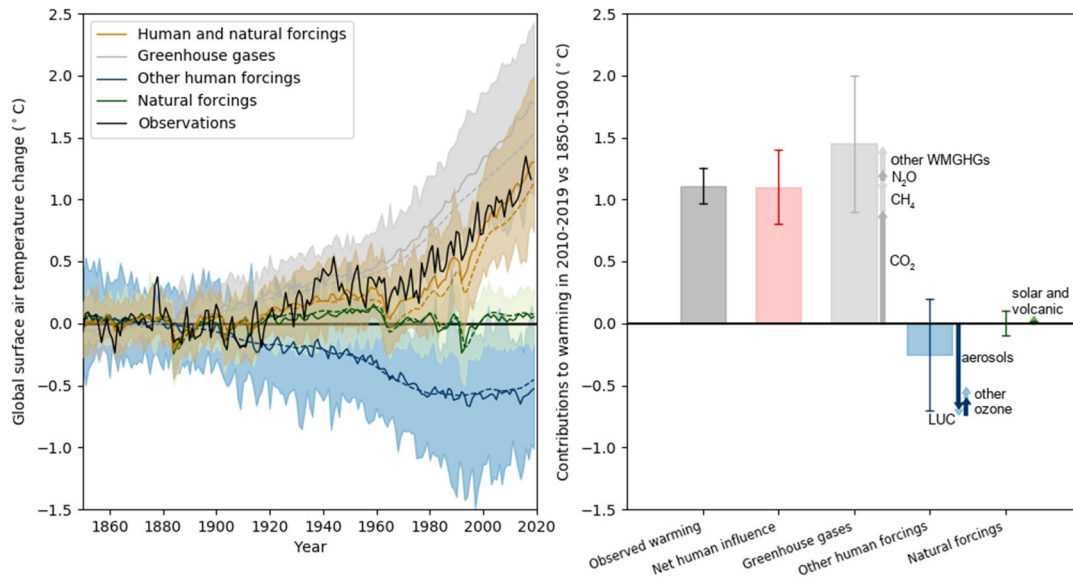 Global surface air temperature change (°C)
2.5
2.0
1.5
1.0
0.5
0.0
−0.5
−1.0
−1.5
Human and natural forcings
Greenhouse gases
Other human forcings
Natural forcings
Observations
1860 1880 1900 1920 1940 1960 1980 2000 2020
Year
Contributions to warming in 2010-2019 vs 1850-1900 (°C)
2.5
2.0
1.5
1.0
0.5
0.0
−0.5
−1.0
−1.5
other WMGHGs
N₂O
CH₄
CO₂
solar and
volcanic
aerosols
other
ozone
LUC
Observed warming
Net human influence
Greenhouse gases
Other human forcings
Natural forcings